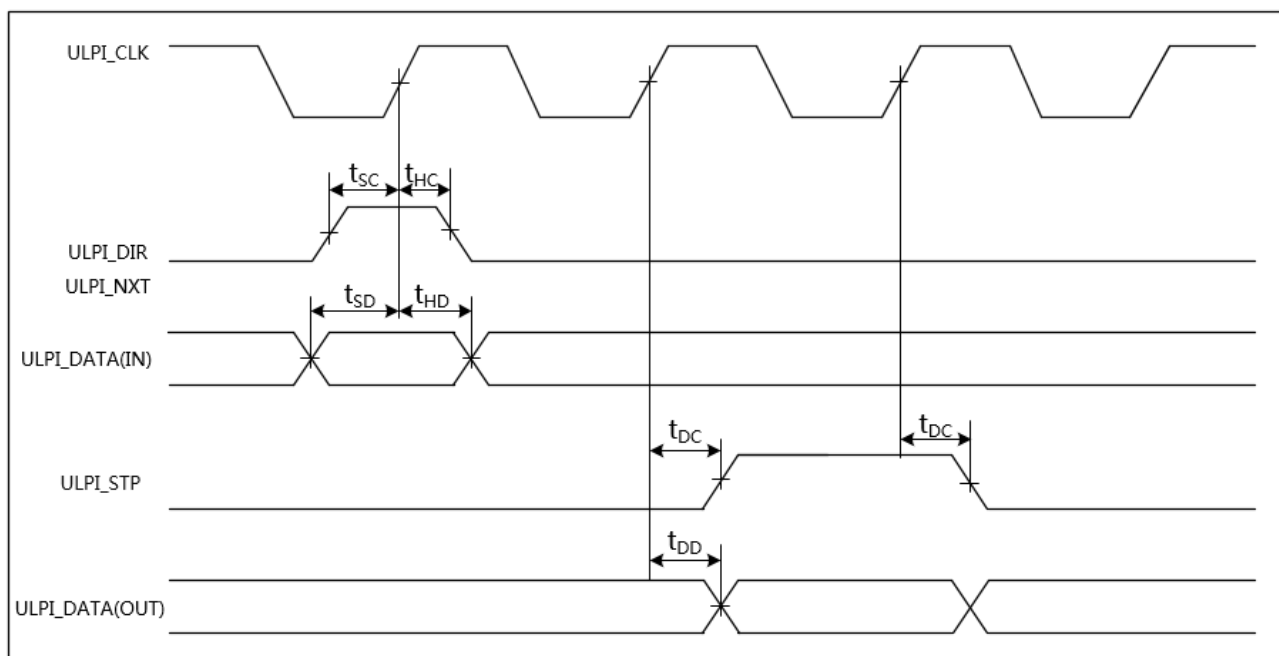 ULPI_CLK
tSC tHC
ULPI_DIR
ULPI_NXT
tSD tHD
ULPI_DATA(IN)
tDC tDC
ULPI_STP
tDD
ULPI_DATA(OUT)